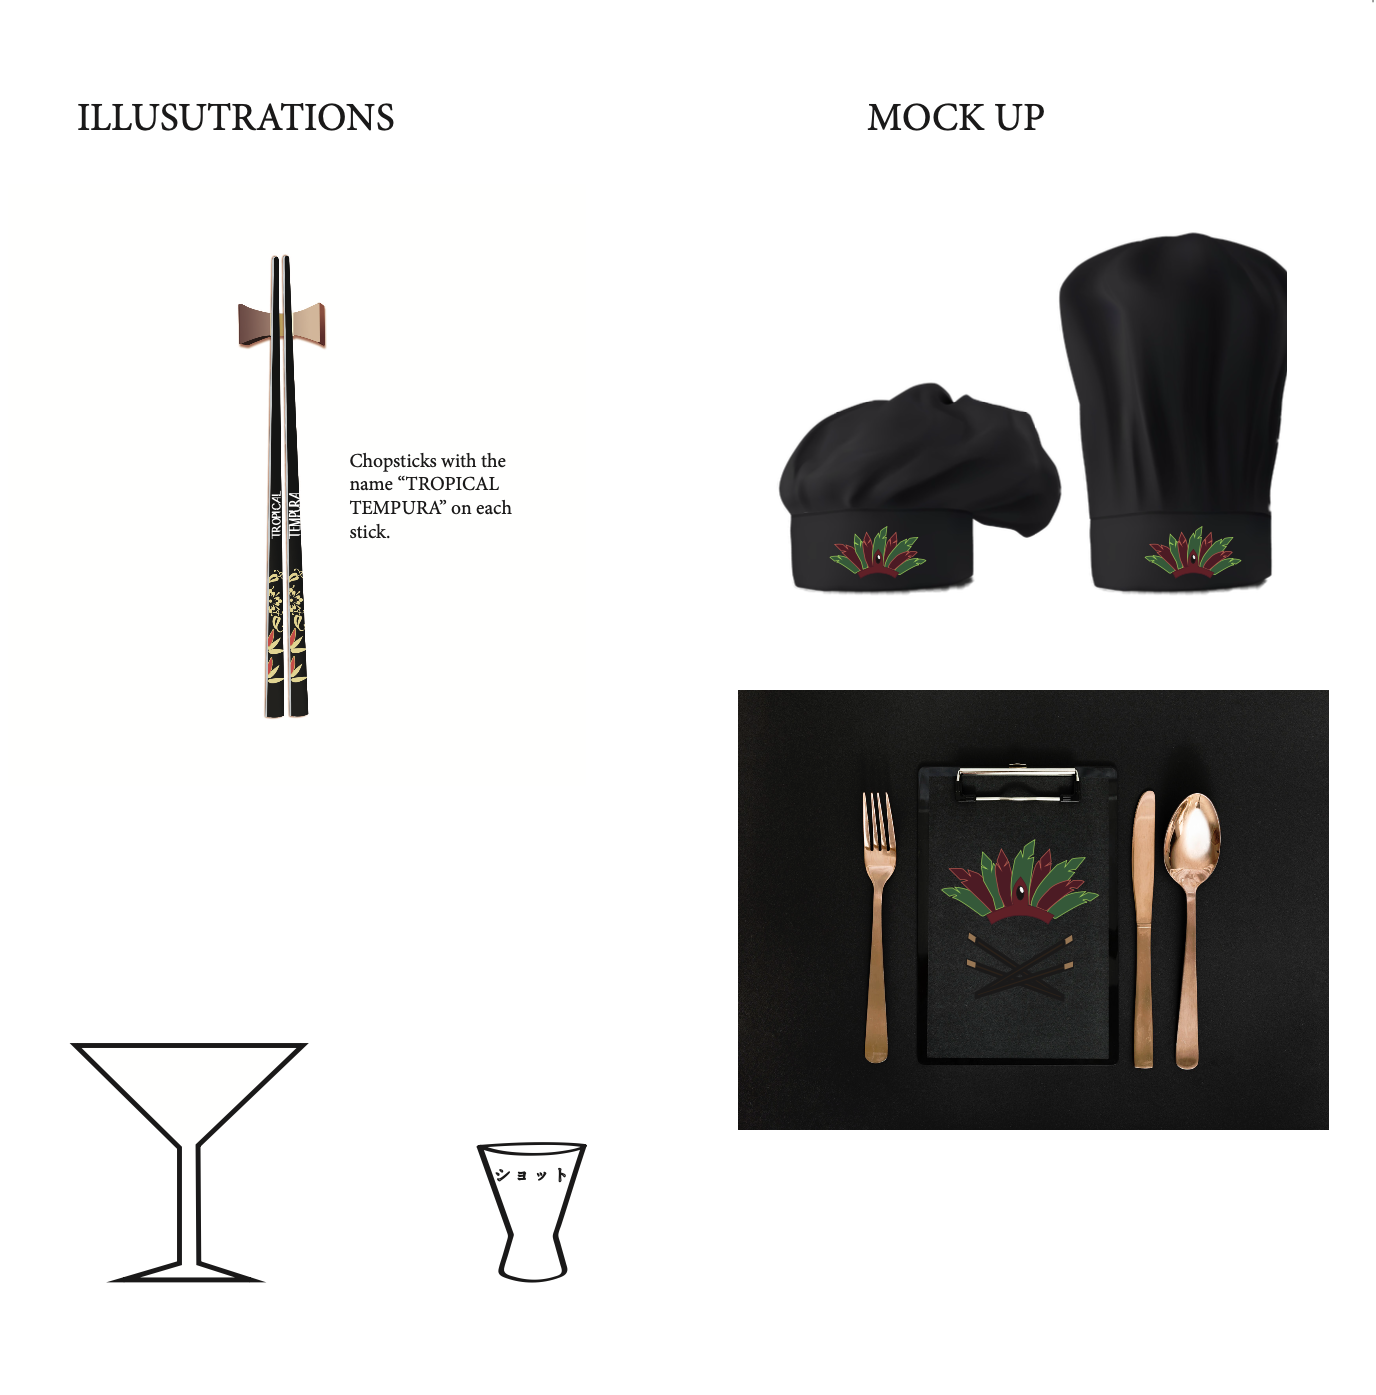 ILLUSUTRATIONS
MOCK UP
TROPICAL
TEMPURA
Chopsticks with the
name “TROPICAL
TEMPURA” on each
stick.
ショット